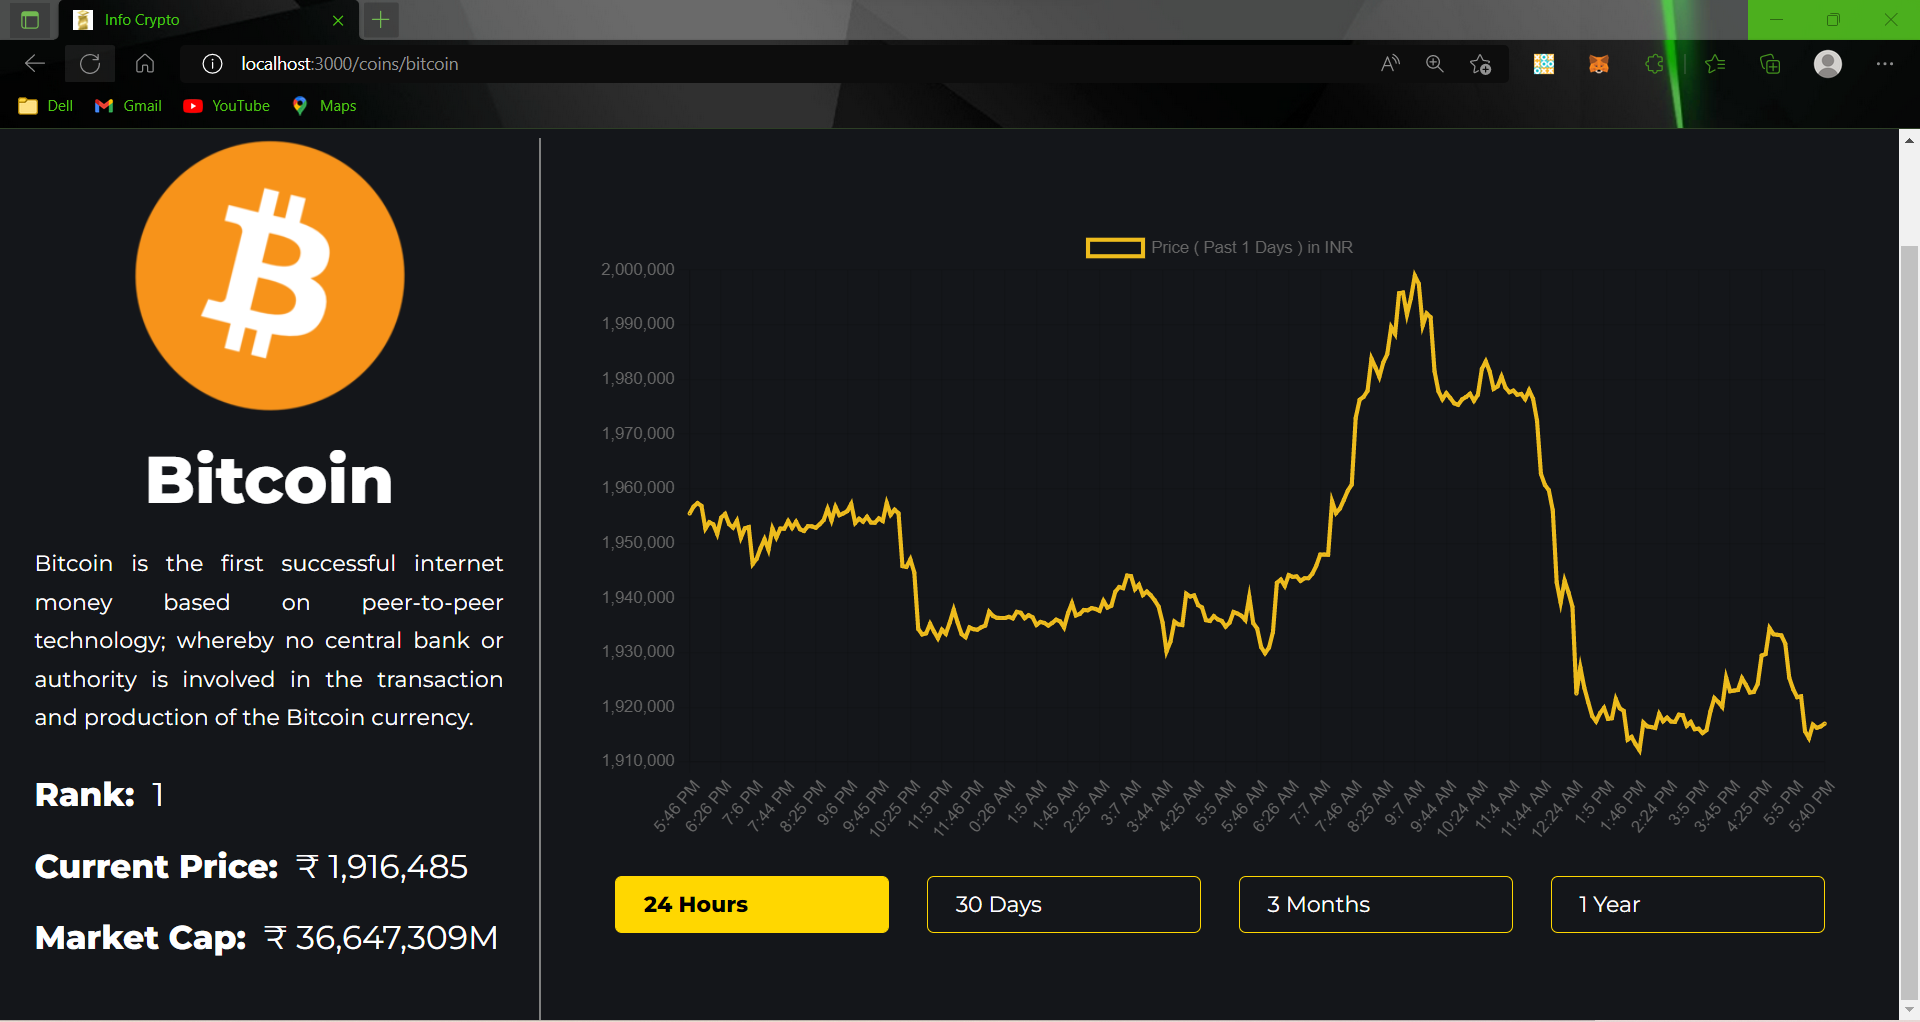 Info Crypto
localhost:3000/coins/bitcoin
Dell
Gmail
YouTube
Maps
Bitcoin
Bitcoin is the first successful internet
money based on peer-to-peer
technology; whereby no central bank or
authority is involved in the transaction
and production of the Bitcoin currency.
Rank: 1
Current Price: ₹ 1,916,485
Market Cap: ₹ 36,647,309M
Price ( Past 1 Days ) in INR
2,000,000
1,990,000
1,980,000
1,970,000
1,960,000
1,950,000
1,940,000
1,930,000
1,920,000
1,910,000
5:46 PM
6:26 PM
7:6 PM
7:44 PM
8:25 PM
9:6 PM
9:45 PM
10:25 PM
11:5 PM
11:46 PM
0:26 AM
1:5 AM
1:45 AM
2:25 AM
3:7 AM
3:44 AM
4:25 AM
5:5 AM
5:46 AM
6:26 AM
7:7 AM
7:46 AM
8:25 AM
9:7 AM
9:44 AM
10:24 AM
11:4 AM
11:44 AM
12:24 AM
1:5 PM
1:46 PM
2:24 PM
3:5 PM
3:45 PM
4:25 PM
5:5 PM
5:40 PM
24 Hours
30 Days
3 Months
1 Year